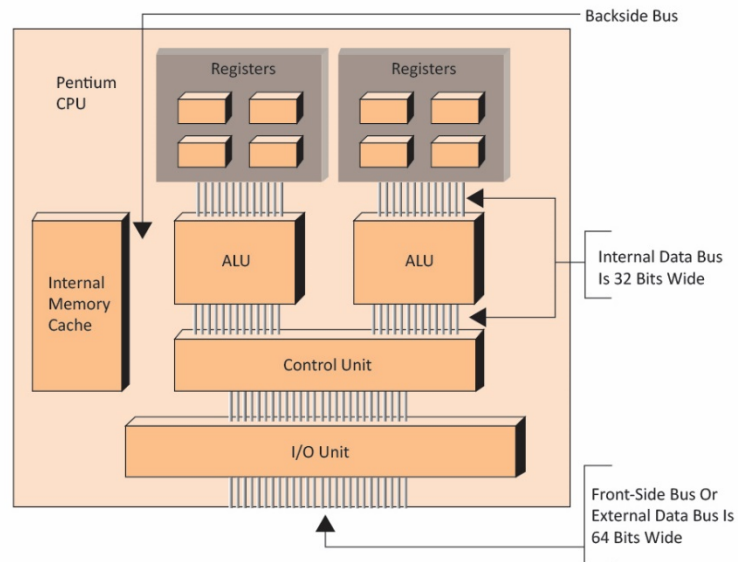 Backside Bus
Pentium
CPU
Registers
Registers
ALU
ALU
Internal Data Bus
Is 32 Bits Wide
Internal
Memory
Cache
Control Unit
I/O Unit
Front-Side Bus Or
External Data Bus Is
64 Bits Wide